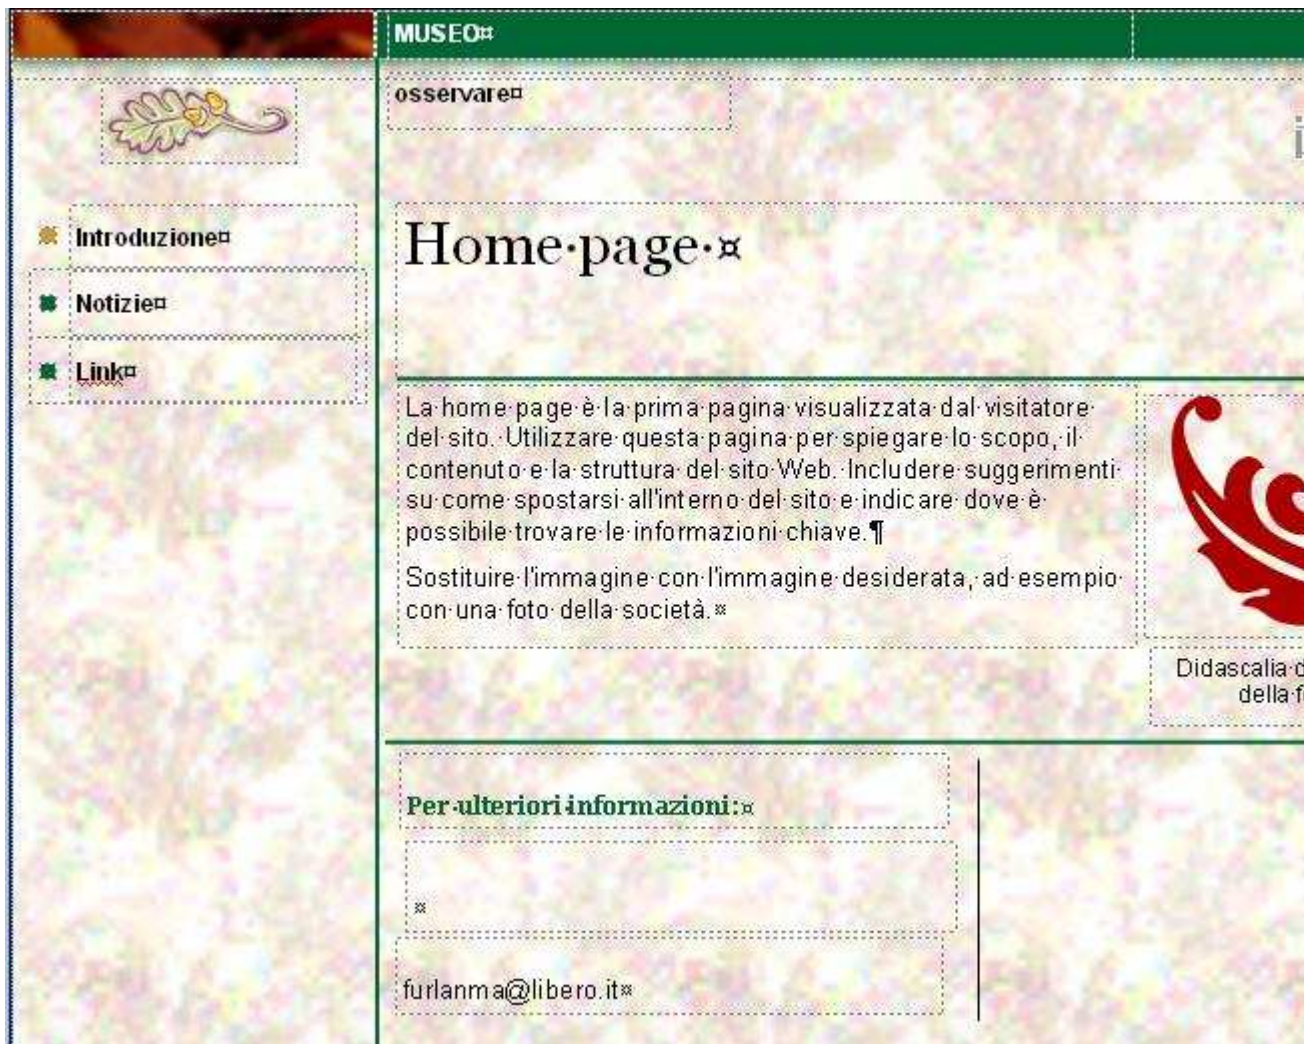 MUSEO¤
osservare¤
i
Introduzione¤
Notizie¤
Link¤
Home·page·¤
La·home·page·è·la·prima·pagina·visualizzata·dal·visitatore·
del·sito.·Utilizzare·questa·pagina·per·spiegare·lo·scopo,·il·
contenuto·e·la·struttura·del·sito·Web.·Includere·suggerimenti·
su·come·spostarsi·all'interno·del·sito·e·indicare·dove·è·
possibile·trovare·le·informazioni·chiave.¶
Sostituire·l'immagine·con·l'immagine·desiderata,·ad·esempio·
con·una·foto·della·società.¤
Didascalia·d
della·f
Per·ulteriori·informazioni:¤
¤
furlanma@libero.it¤